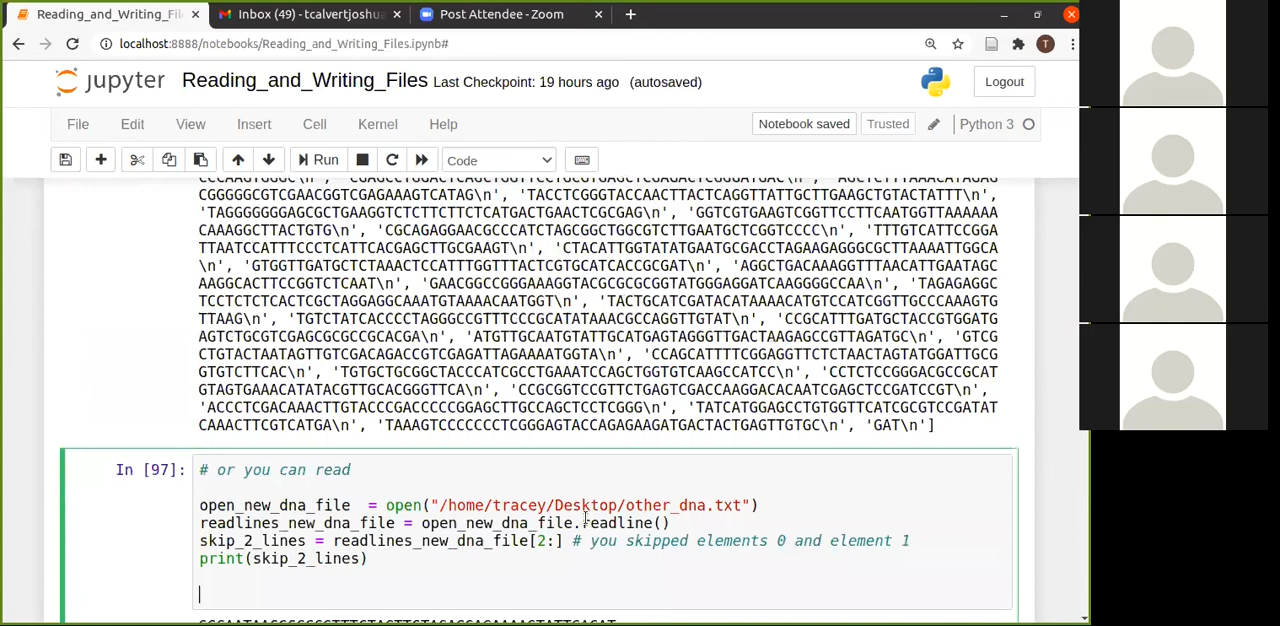 Reading_and_Writing_Fil
Inbox (49) - tcalvertjoshua
Post Attendee - Zoom
localhost:8888/notebooks/Reading_and_Writing_Files.ipynb#
T
jupyter Reading_and_Writing_Files Last Checkpoint: 19 hours ago (autosaved)
Logout
File Edit View Insert Cell Kernel Help
Notebook saved Trusted Python 3
Run Code
CGGGGGCGTCGAACGGTCGAGAAAGTCATAG\n', 'TACCTCGGGTACCAACTTACTCAGGTTATTGCTTGAAGCTGTACTATTT\n',
'TAGGGGGGGAGCGCTGAAGGTCTCTTCTTCTCATGACTGAACTCGCGAG\n', 'GGTCGTGAAGTCGGTTCCTTCAATGGTTAAAAAA
CAAAGGCTTACTGTG\n', 'CGCAGAGGAACGCCCATCTAGCGGCTGGCGTCTTGAATGCTCGGTCCCC\n', 'TTTGTCATTCCGGA
TTAATCCATTTCCCTCATTCACGAGCTTGCGAAGT\n', 'CTACATTGGTATATGAATGCGACCTAGAAGAGGGCGCTTAAAATTGGCA
\n', 'GTGGTTGATGCTCTAAACTCCATTTGGTTTACTCGTGCATCACCGCGAT\n', 'AGGCTGACAAAGGTTTAACATTGAATAGC
AAGGCACTTCCGGTCTCAAT\n', 'GAACGGCCGGGAAAGGTACGCGCGCGGTATGGGAGGATCAAGGGGCCAA\n', 'TAGAGAGGC
TCCTCTCTCACTCGCTAGGAGGCAAATGTAAAACAATGGT\n', 'TACTGCATCGATACATAAAACATGTCCATCGGTTGCCCAAAGTG
TTAAG\n', 'TGTCTATCACCCCTAGGGCCGTTTCCCGCATATAAACGCCAGGTTGTAT\n', 'CCGCATTTGATGCTACCGTGGATG
AGTCTGCGTCGAGCGCGCCGCACGA\n', 'ATGTTGCAATGTATTGCATGAGTAGGGTTGACTAAGAGCCGTTAGATGC\n', 'GTCG
CTGTACTAATAGTTGTCGACAGACCGTCGAGATTAGAAAATGGTA\n', 'CCAGCATTTTCGGAGGTTCTCTAACTAGTATGGATTGCG
GTGTCTTCAC\n', 'TGTGCTGCGGCTACCCATCGCCTGAAATCCAGCTGGTGTCAAGCCATCC\n', 'CCTCTCCGGGACGCCGCAT
GTAGTGAAACATATACGTTGCACGGGTTCA\n', 'CCGCGGTCCGTTCTGAGTCGACCAAGGACACAATCGAGCTCCGATCCGT\n',
'ACCCTCGACAAACTTGTACCCGACCCCCGGAGCTTGCCAGCTCCTCGGG\n', 'TATCATGGAGCCTGTGGTTCATCGCGTCCGATAT
CAAACTTCGTCATGA\n', 'TAAAGTCCCCCCCTCGGGAGTACCAGAGAAGATGACTACTGAGTTGTGC\n', 'GAT\n']
In [97]: # or you can read
open_new_dna_file = open("/home/tracey/Desktop/other_dna.txt")
readlines_new_dna_file = open_new_dna_file.readline()
skip_2_lines = readlines_new_dna_file[2:] # you skipped elements 0 and element 1
print(skip_2_lines)